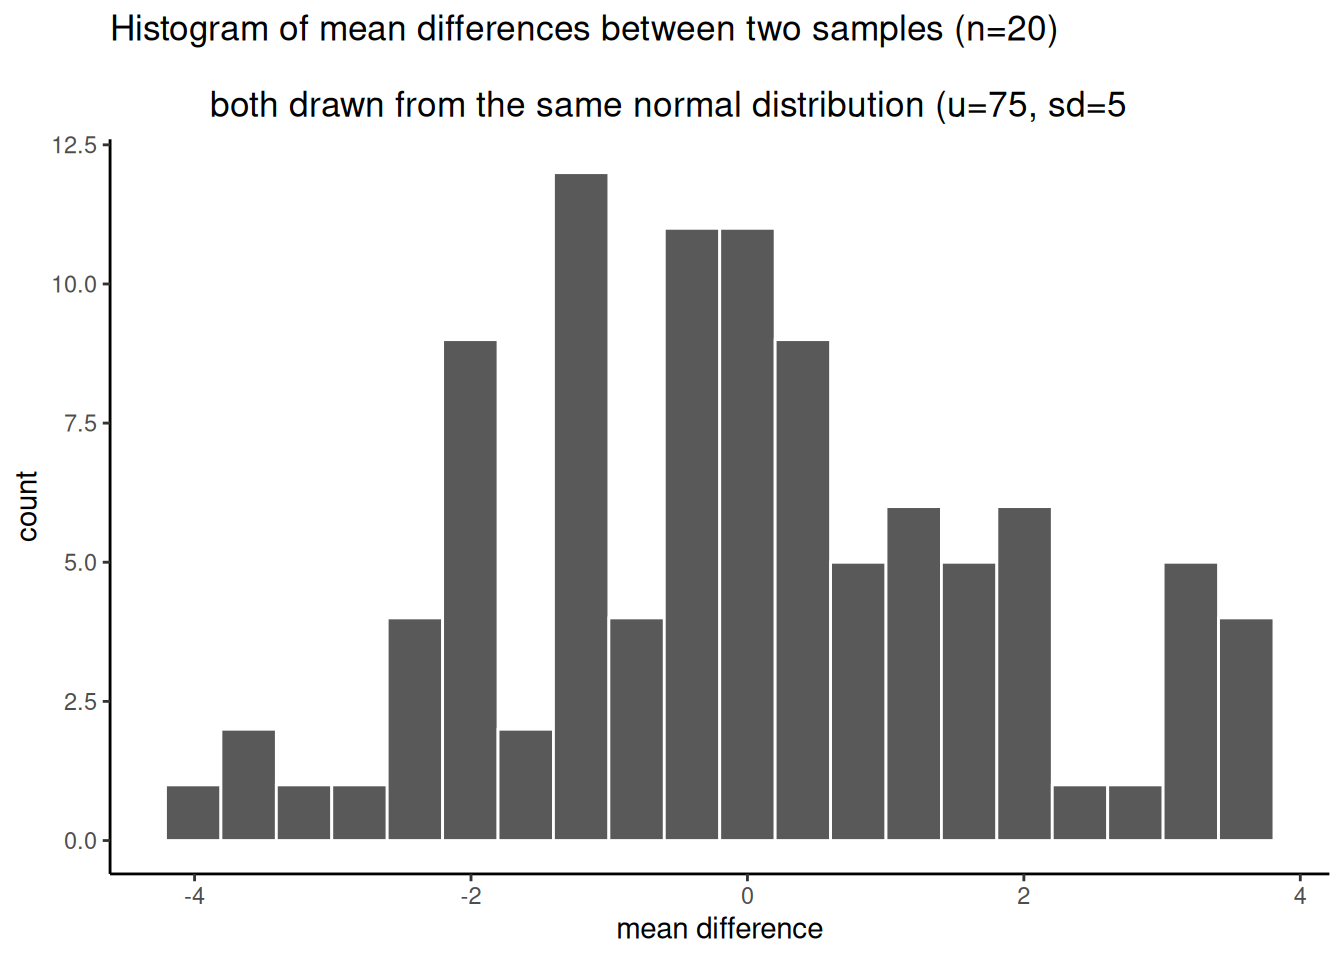 Histogram of mean differences between two samples (n=20)
both drawn from the same normal distribution (u=75, sd=5
12.5
10.0
7.5
5.0
2.5
0.0
count
-4 -2 0 2 4
mean difference